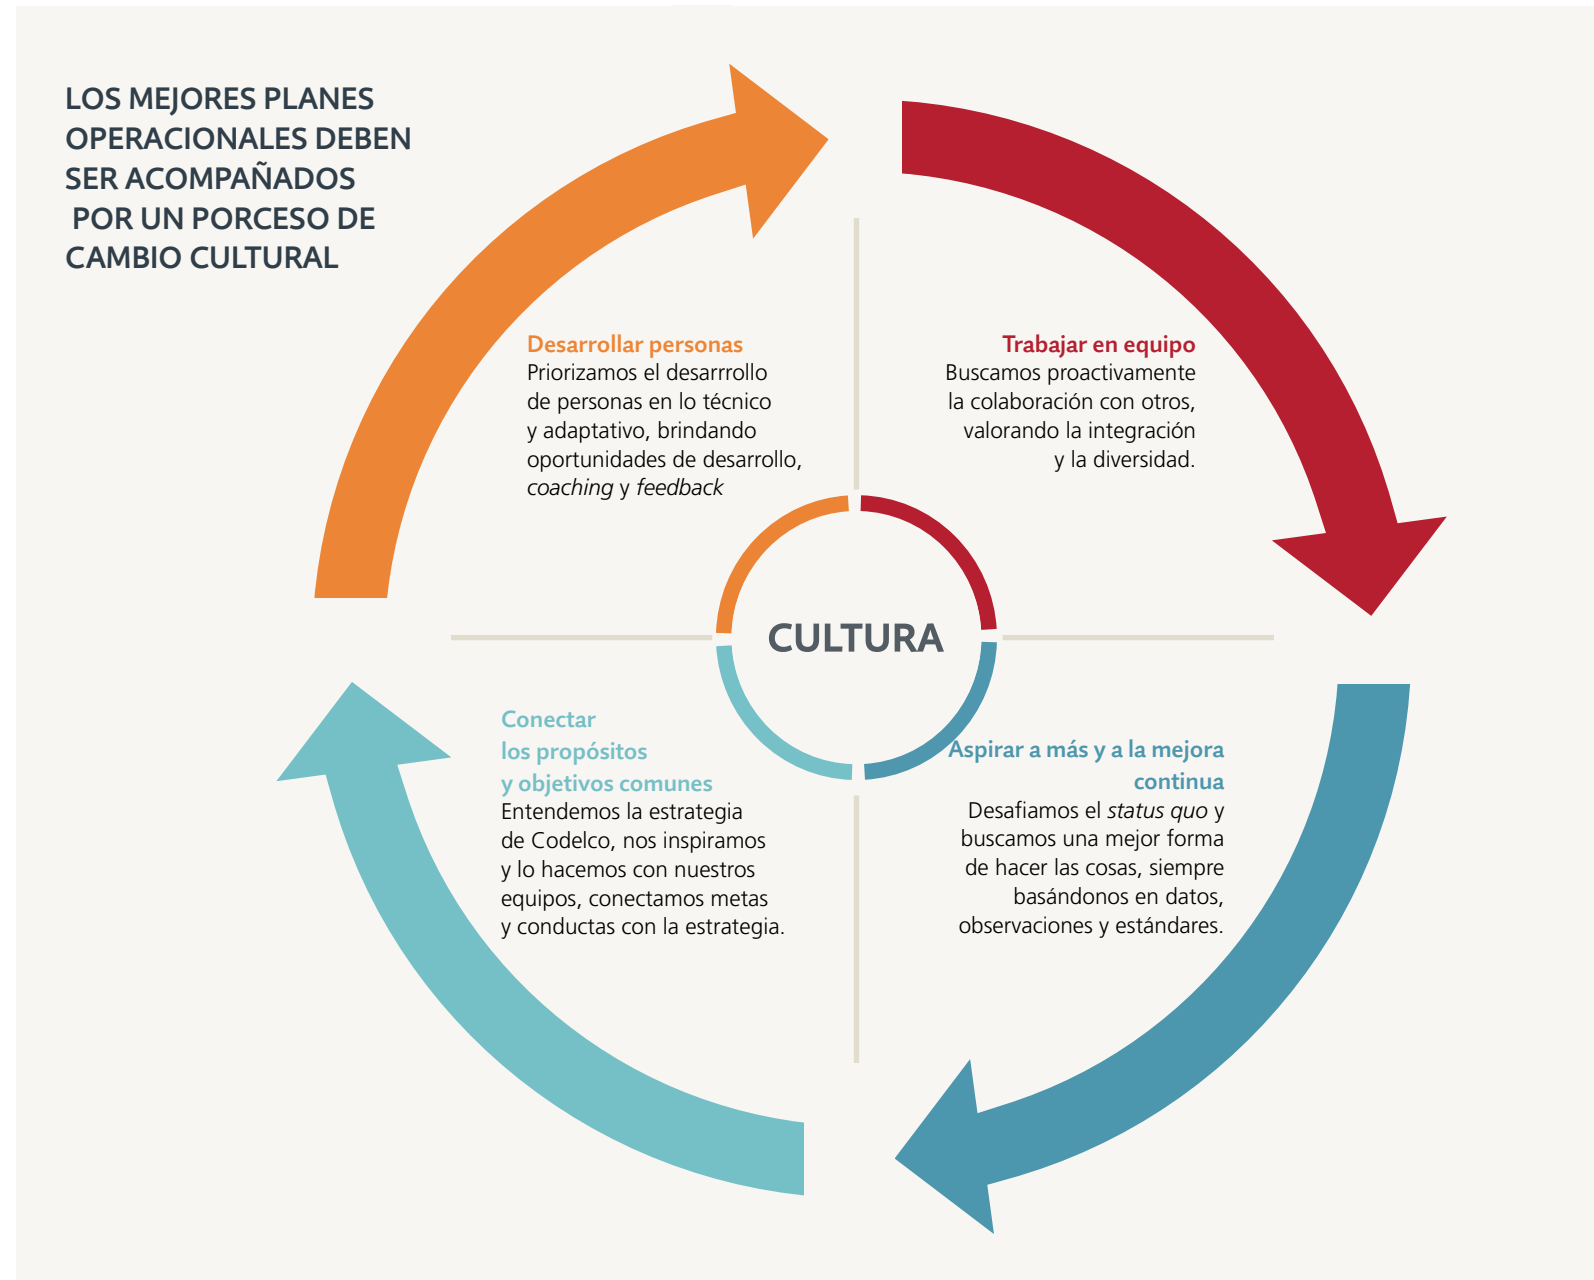 LOS MEJORES PLANES
OPERACIONALES DEBEN
SER ACOMPAÑADOS
POR UN PORCESO DE
CAMBIO CULTURAL
Desarrollar personas
Priorizamos el desarrrollo
de personas en lo técnico
y adaptativo, brindando
oportunidades de desarrollo,
coaching y feedback
Trabajar en equipo
Buscamos proactivamente
la colaboración con otros,
valorando la integración
y la diversidad.
CULTURA
Conectar
los propósitos
y objetivos comunes
Entendemos la estrategia
de Codelco, nos inspiramos
y lo hacemos con nuestros
equipos, conectamos metas
y conductas con la estrategia.
Aspirar a más y a la mejora
continua
Desafiamos el status quo y
buscamos una mejor forma
de hacer las cosas, siempre
basándonos en datos,
observaciones y estándares.